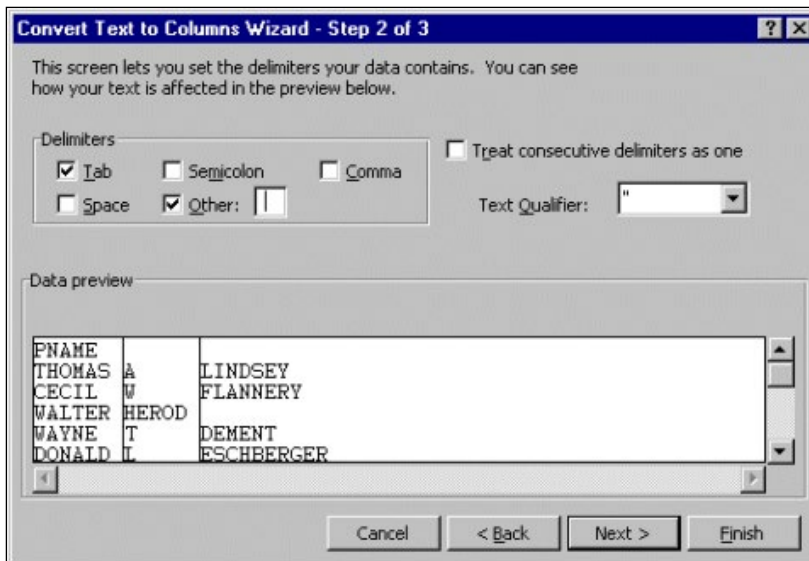 Convert Text to Columns Wizard - Step 2 of 3
This screen lets you set the delimiters your data contains. You can see
how your text is affected in the preview below.
Delimiters
Tab Semicolon Comma
Space Other: |
Treat consecutive delimiters as one
Text Qualifier: "
Data preview
PNAME
THOMAS A LINDSEY
CECIL W FLANNERY
WALTER HEROD
WAYNE T DEMENT
DONALD L ESCHBERGER
Cancel < Back Next > Finish